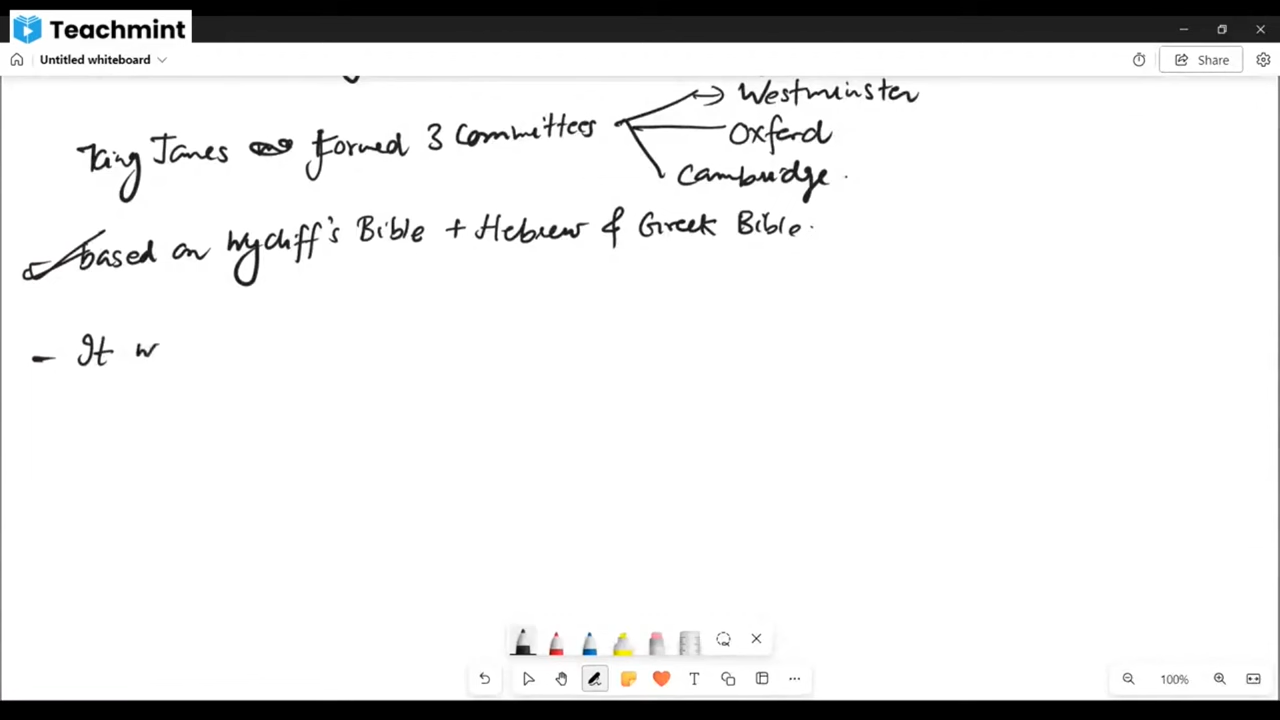 Teachmint
Untitled whiteboard
Share
Westminster
King James formed 3 Committees
Oxford
Cambridge.
based on Wycliff's Bible + Hebrew & Greek Bible.
- It w
100%